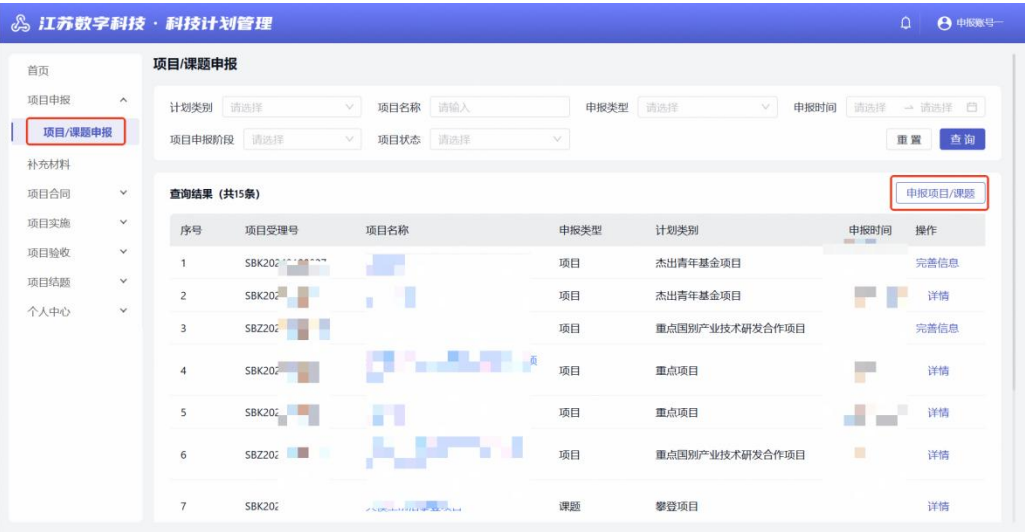 江苏数字科技·科技计划管理
申报账号一
首页
项目申报
项目/课题申报
补充材料
项目合同
项目实施
项目验收
项目结题
个人中心
项目/课题申报
计划类别 请选择 项目名称 请输入 申报类型 请选择 申报时间 请选择 → 请选择
项目申报阶段 请选择 项目状态 请选择 重置 查询
查询结果（共15条） 申报项目/课题
序号 项目受理号 项目名称 申报类型 计划类别 申报时间 操作
1 SBK202 项目 杰出青年基金项目 完善信息
2 SBK202 项目 杰出青年基金项目 详情
3 SBZ202 项目 重点国别产业技术研发合作项目 完善信息
4 SBK202 项目 重点项目 详情
5 SBK202 项目 重点项目 详情
6 SBZ202 项目 重点国别产业技术研发合作项目 详情
7 SBK202 课题 攀登项目 详情